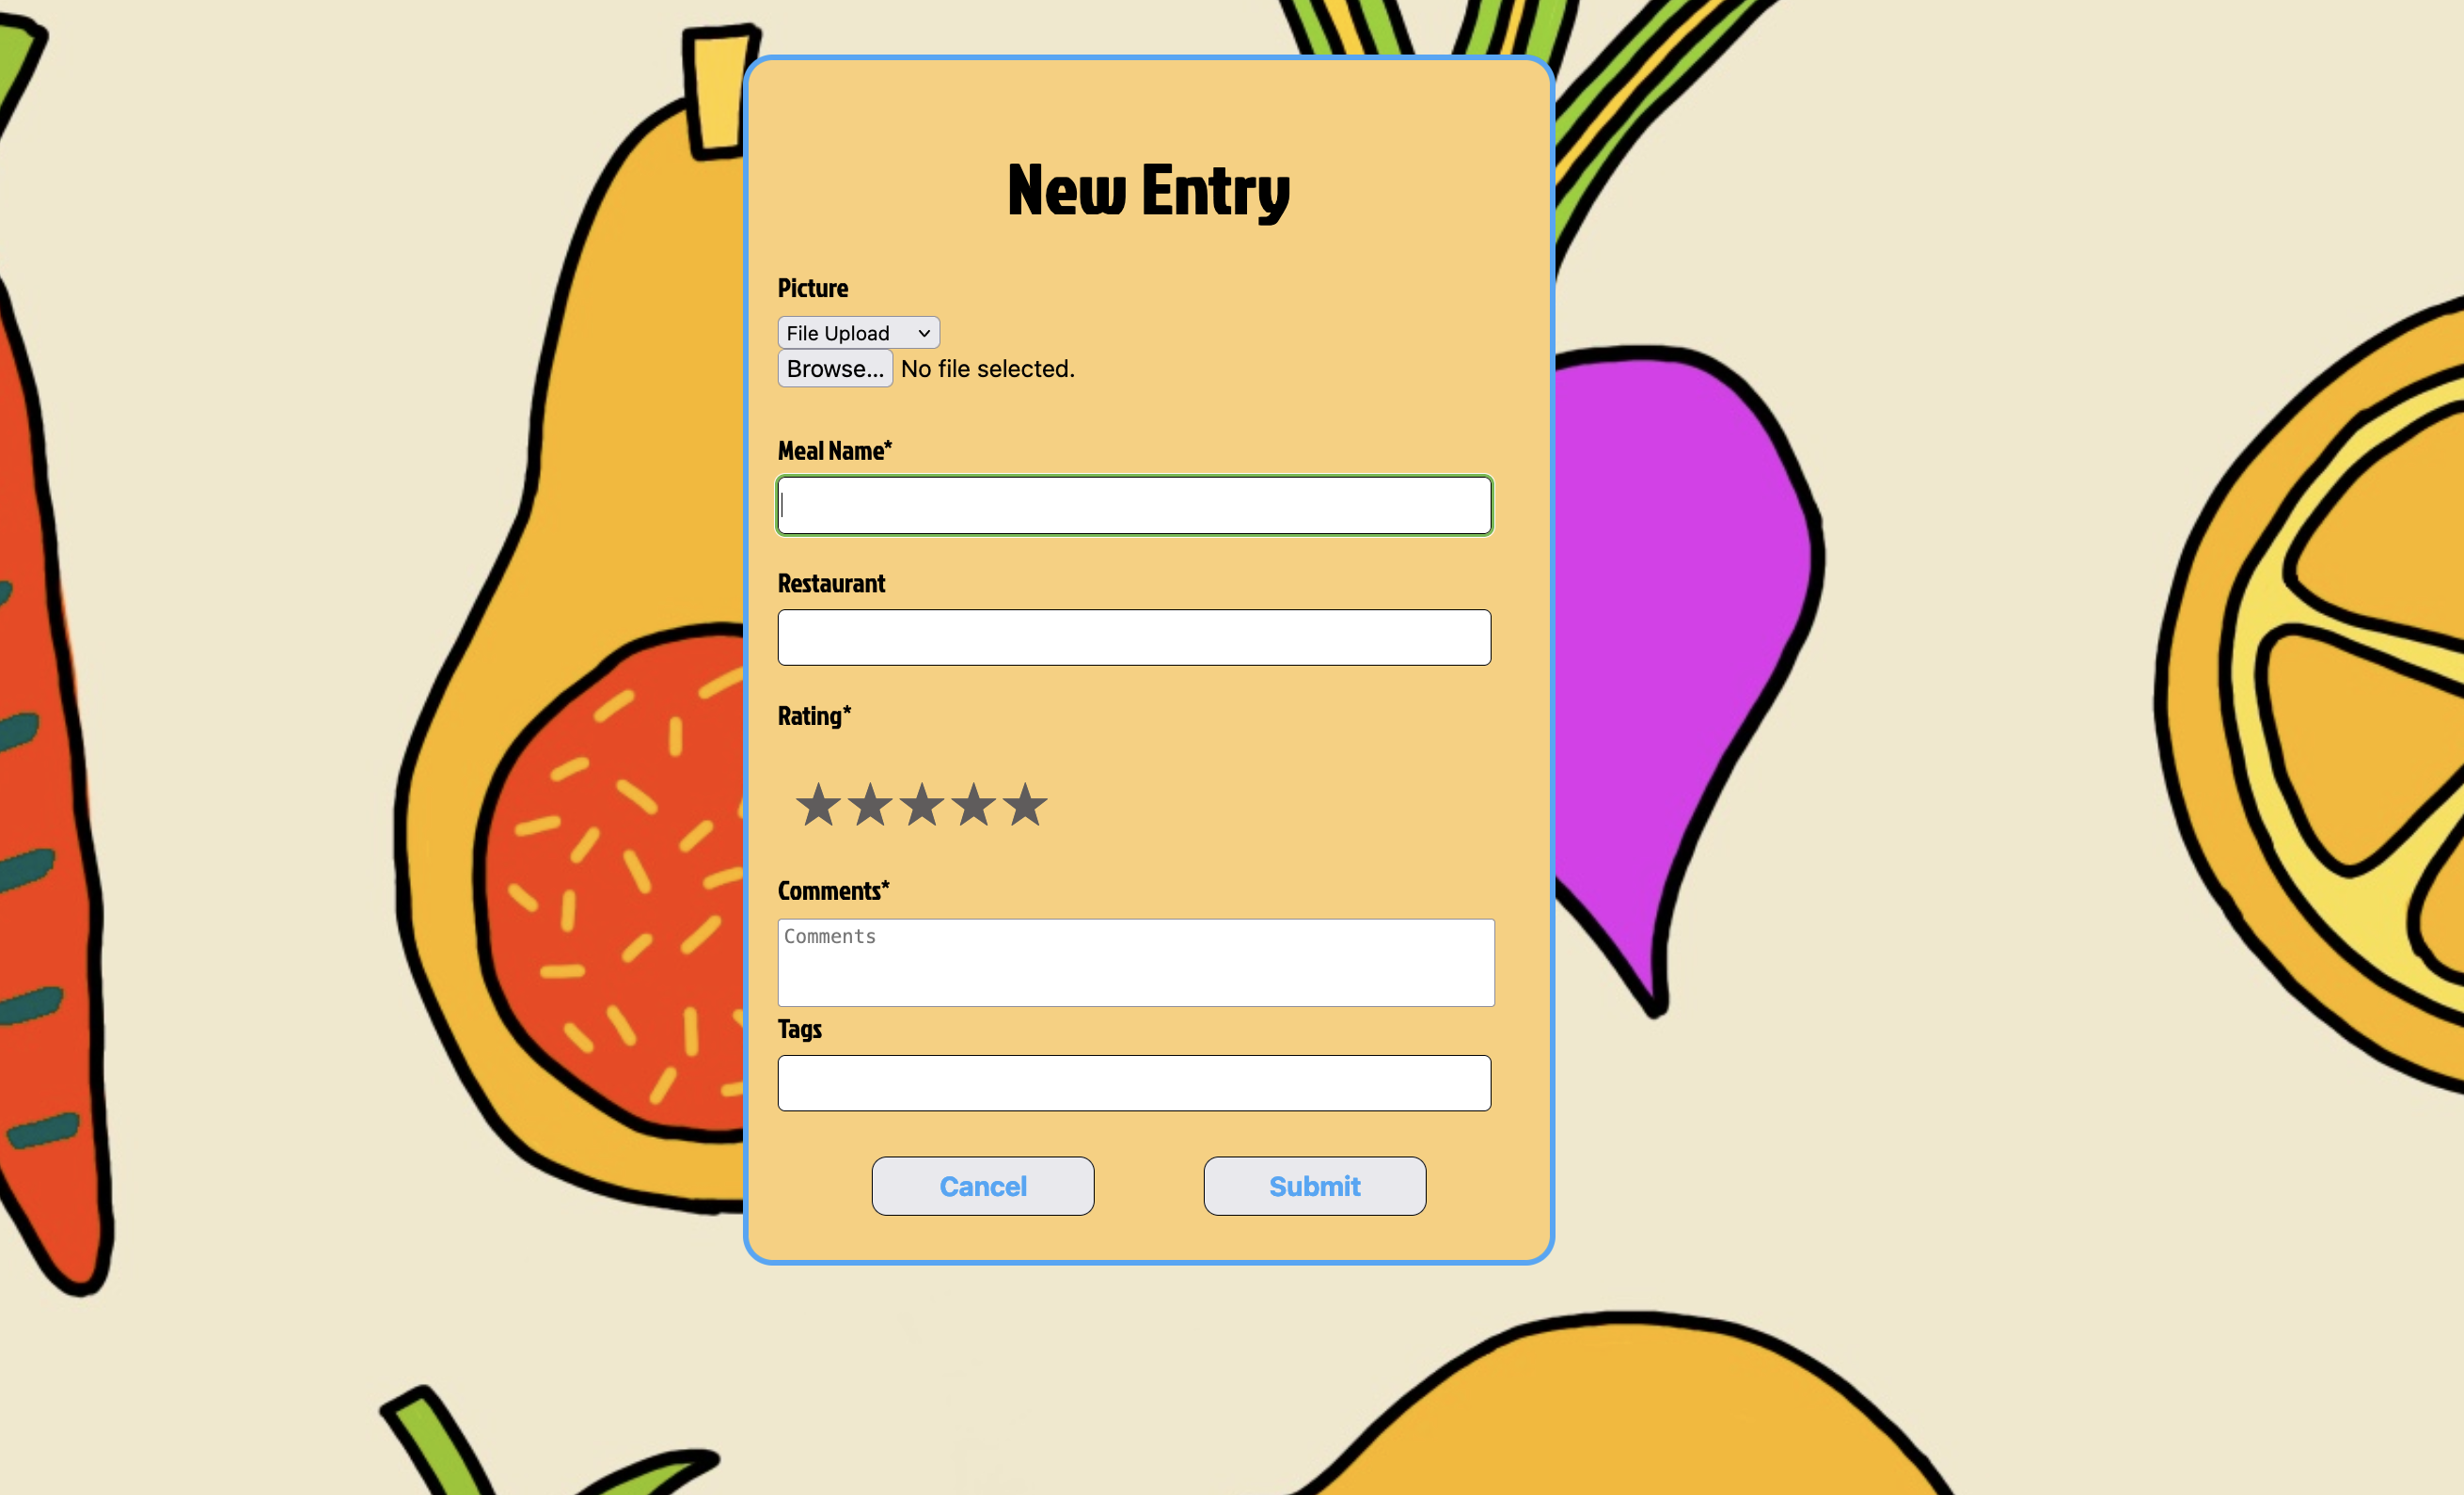 New Entry
Picture
File Upload
Browse... No file selected.
Meal Name*
Restaurant
Rating*
Comments*
Comments
Tags
Cancel Submit